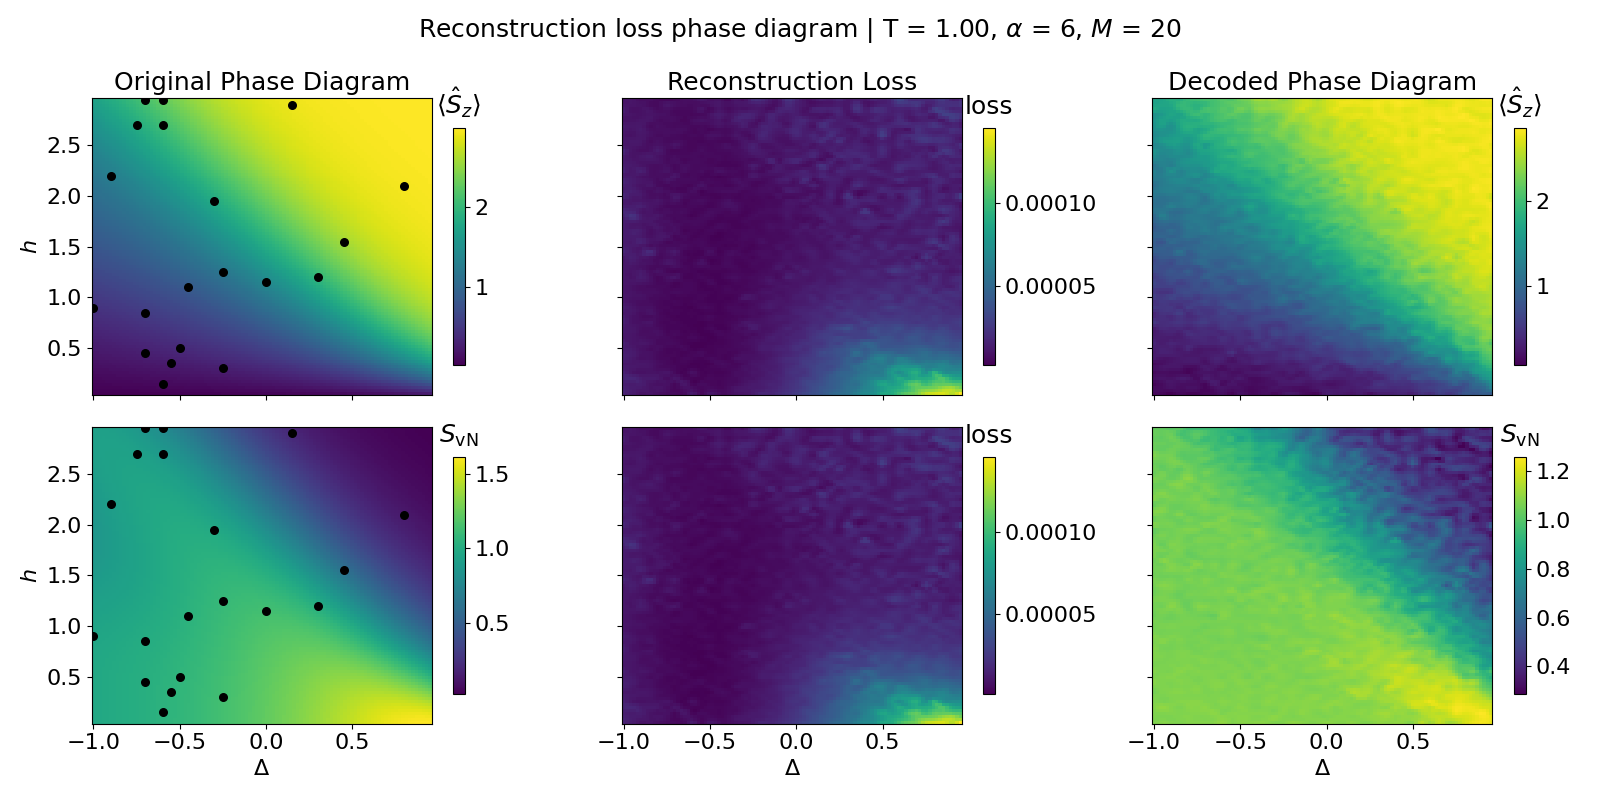 Reconstruction loss phase diagram | T = 1.00, α = 6, M = 20
Original Phase Diagram
Reconstruction Loss
Decoded Phase Diagram
⟨Ŝ_z⟩
loss
⟨Ŝ_z⟩
h
2.5
2.0
1.5
1.0
0.5
2
1
0.00010
0.00005
2
1
S_vN
loss
S_vN
h
2.5
2.0
1.5
1.0
0.5
1.5
1.0
0.5
0.00010
0.00005
1.2
1.0
0.8
0.6
0.4
−1.0 −0.5 0.0 0.5
−1.0 −0.5 0.0 0.5
−1.0 −0.5 0.0 0.5
Δ
Δ
Δ